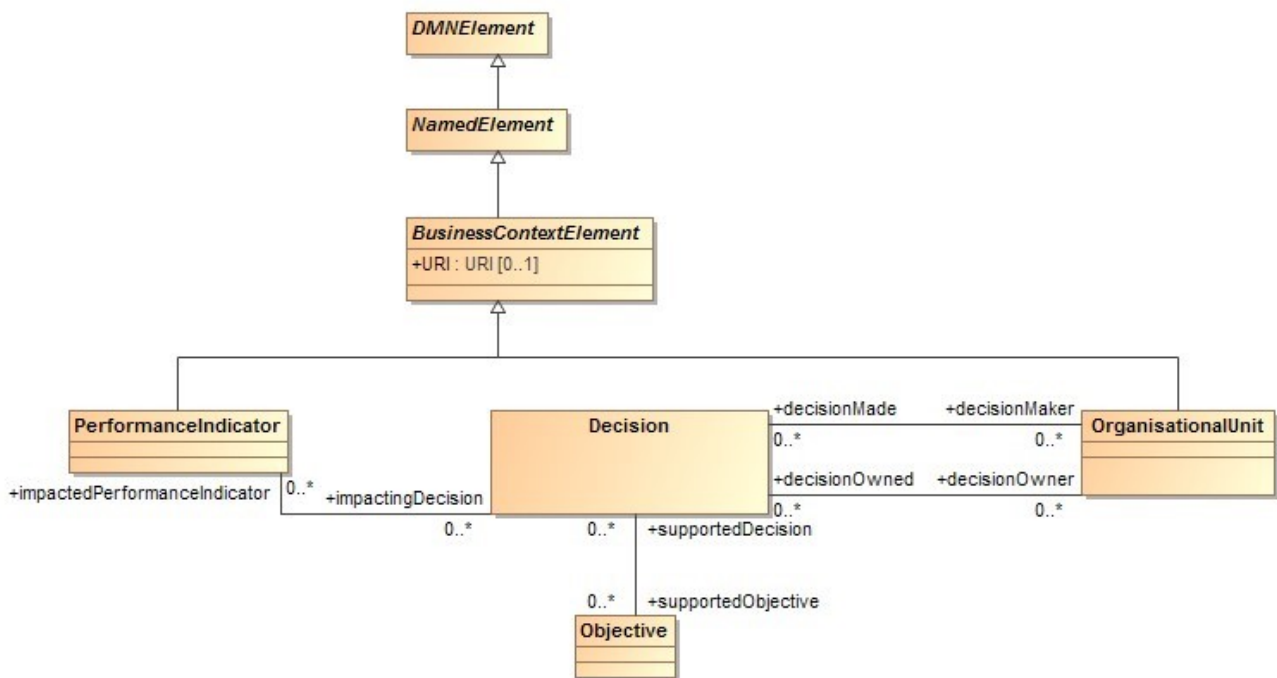 DMNElement
NamedElement
BusinessContextElement
+URI : URI [0..1]
PerformanceIndicator
Decision
+decisionMade
+decisionMaker
OrganisationalUnit
0..*
0..*
+impactedPerformanceIndicator
0..*
+impactingDecision
+decisionOwned
+decisionOwner
0..*
0..*
0..*
0..*
+supportedDecision
0..*
+supportedObjective
Objective